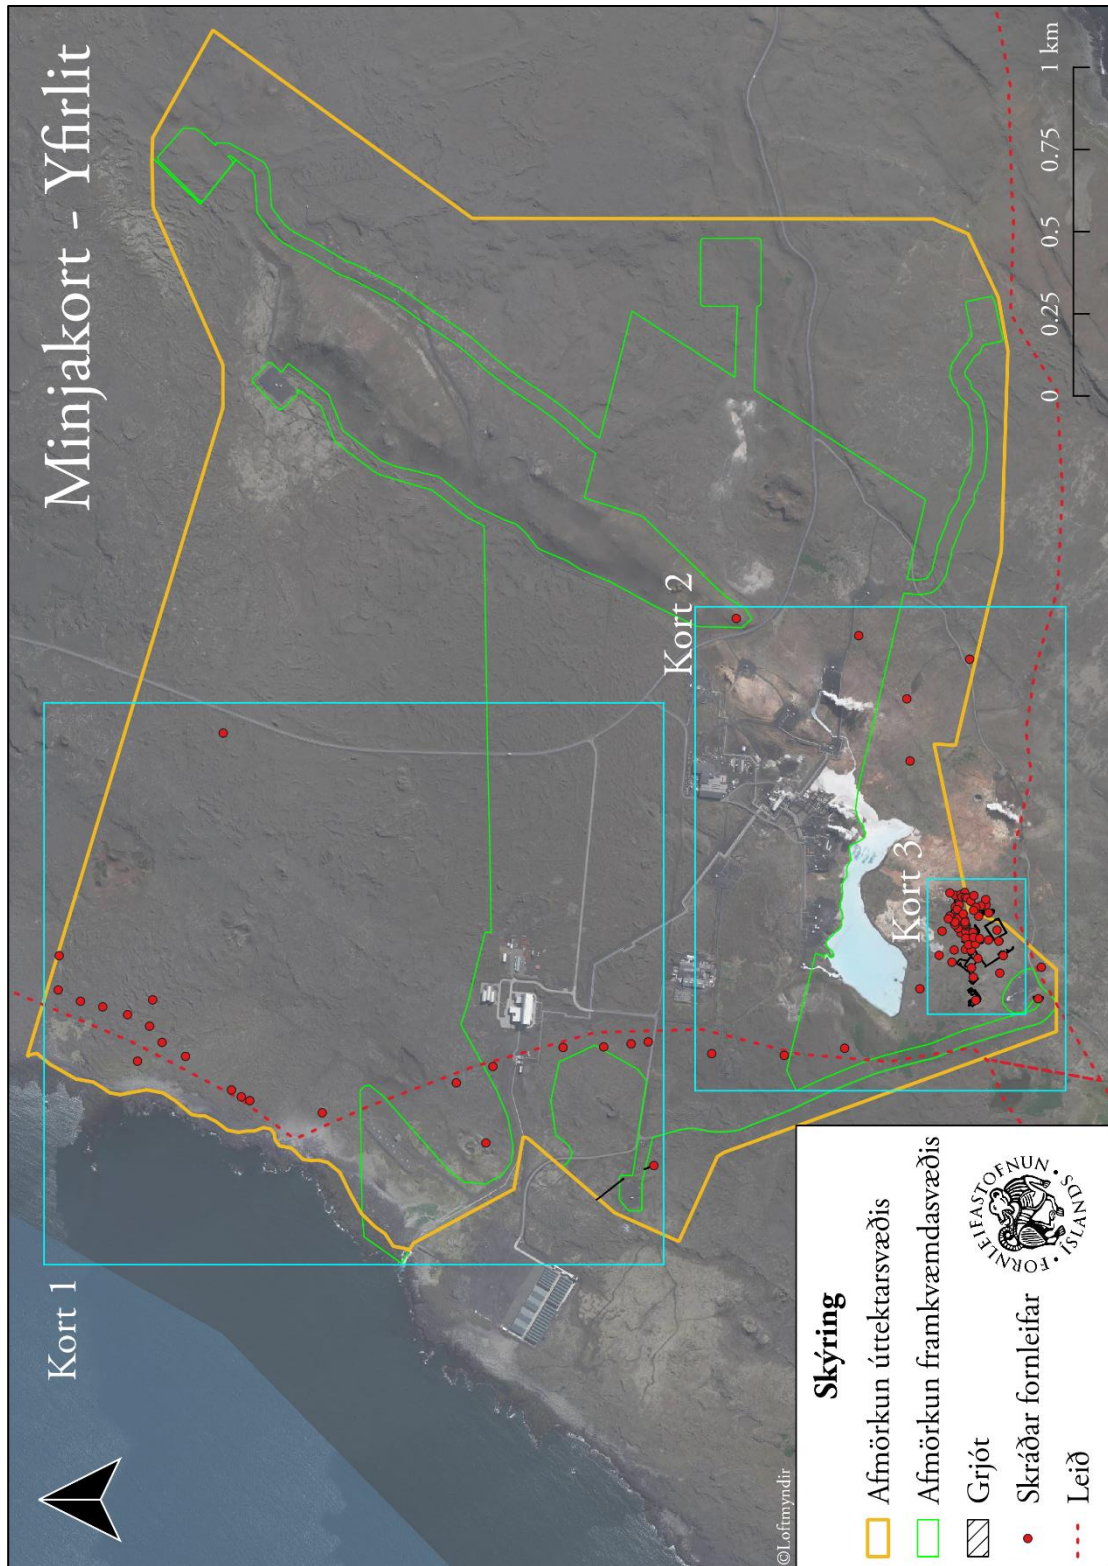 Minjakort - Yfirlit
Kort 1
Kort 2
Kort 3
0 0.25 0.5 0.75 1 km
©Loftmyndir
Skýring
Afmörkun úttektarsvæðis
Afmörkun framkvæmdasvæðis
Grjót
Skráðar fornleifar
Leið
FORNLEIFASTOFNUN • ÍSLANDS •